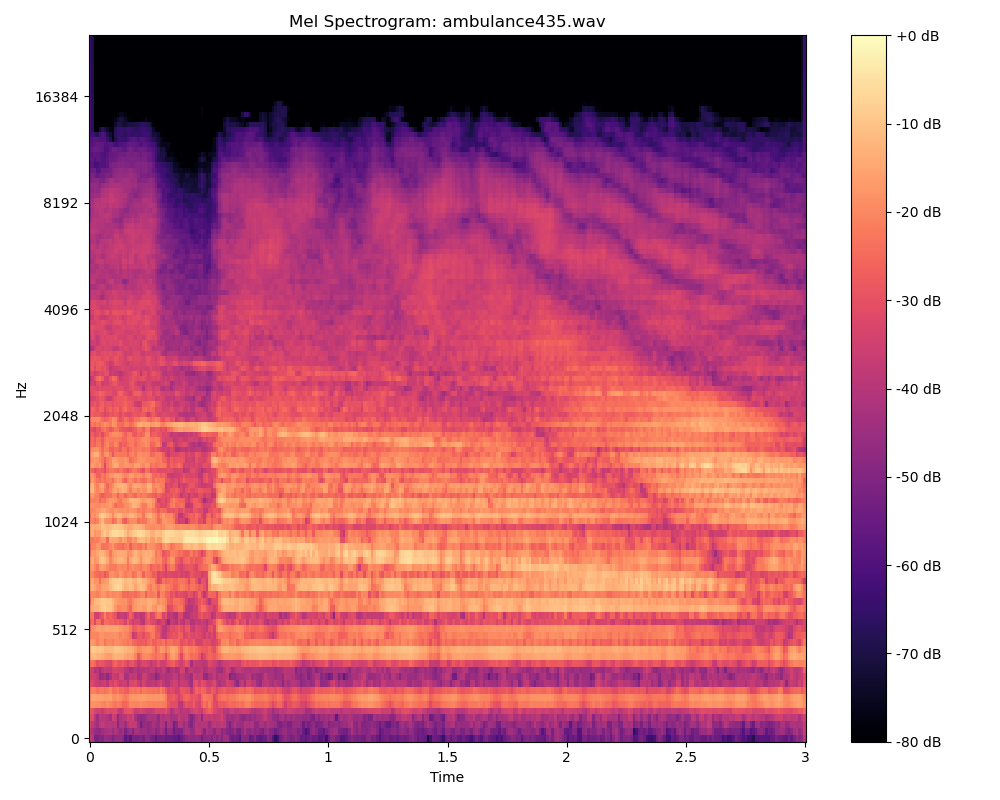 Mel Spectrogram: ambulance435.wav
+0 dB
16384
-10 dB
-20 dB
8192
-30 dB
4096
Hz
-40 dB
2048
-50 dB
1024
-60 dB
512
-70 dB
0
-80 dB
0 0.5 1 1.5 2 2.5 3
Time